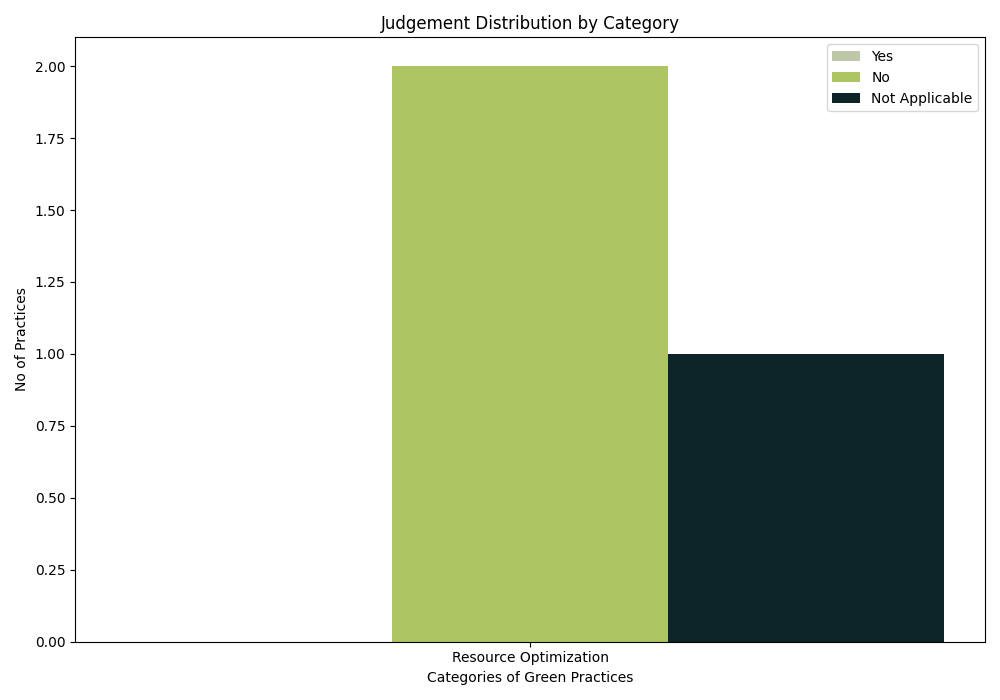 Judgement Distribution by Category
Yes
No
Not Applicable
2.00
1.75
1.50
1.25
1.00
0.75
0.50
0.25
0.00
No of Practices
Resource Optimization
Categories of Green Practices